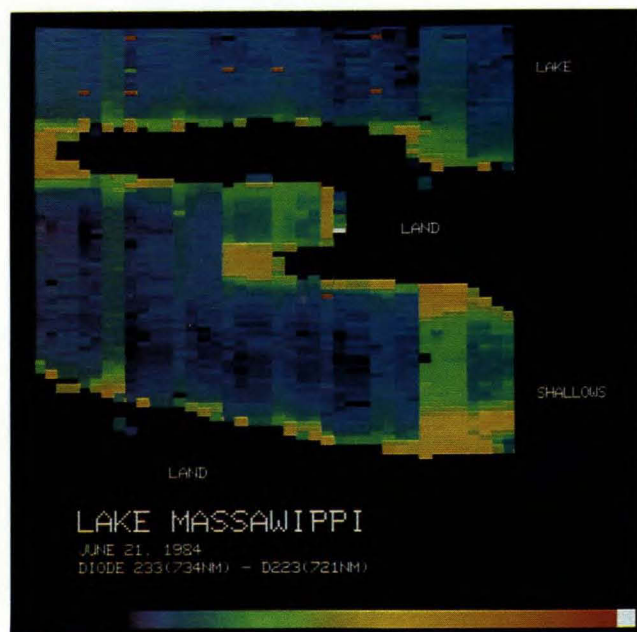 LAKE
LAND
SHALLOWS
LAND
LAKE MASSAWIPPI
JUNE 21, 1984
DIODE 233(734NM) - D223(721NM)